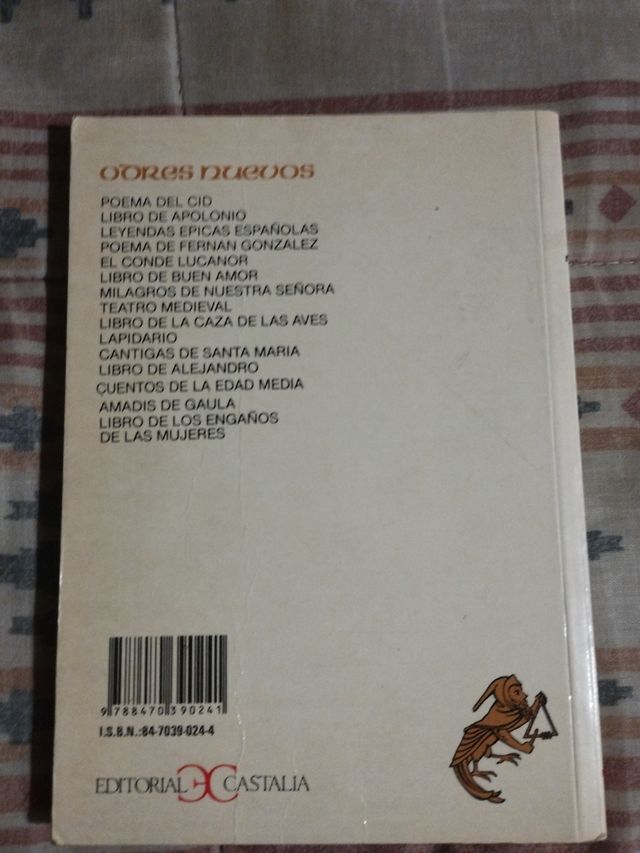 ODRES NUEVOS
POEMA DEL CID
LIBRO DE APOLONIO
LEYENDAS EPICAS ESPAÑOLAS
POEMA DE FERNAN GONZALEZ
EL CONDE LUCANOR
LIBRO DE BUEN AMOR
MILAGROS DE NUESTRA SEÑORA
TEATRO MEDIEVAL
LIBRO DE LA CAZA DE LAS AVES
LAPIDARIO
CANTIGAS DE SANTA MARIA
LIBRO DE ALEJANDRO
CUENTOS DE LA EDAD MEDIA
AMADIS DE GAULA
LIBRO DE LOS ENGAÑOS
DE LAS MUJERES
9 788470 390241
I.S.B.N.:84-7039-024-4
EDITORIAL EC CASTALIA